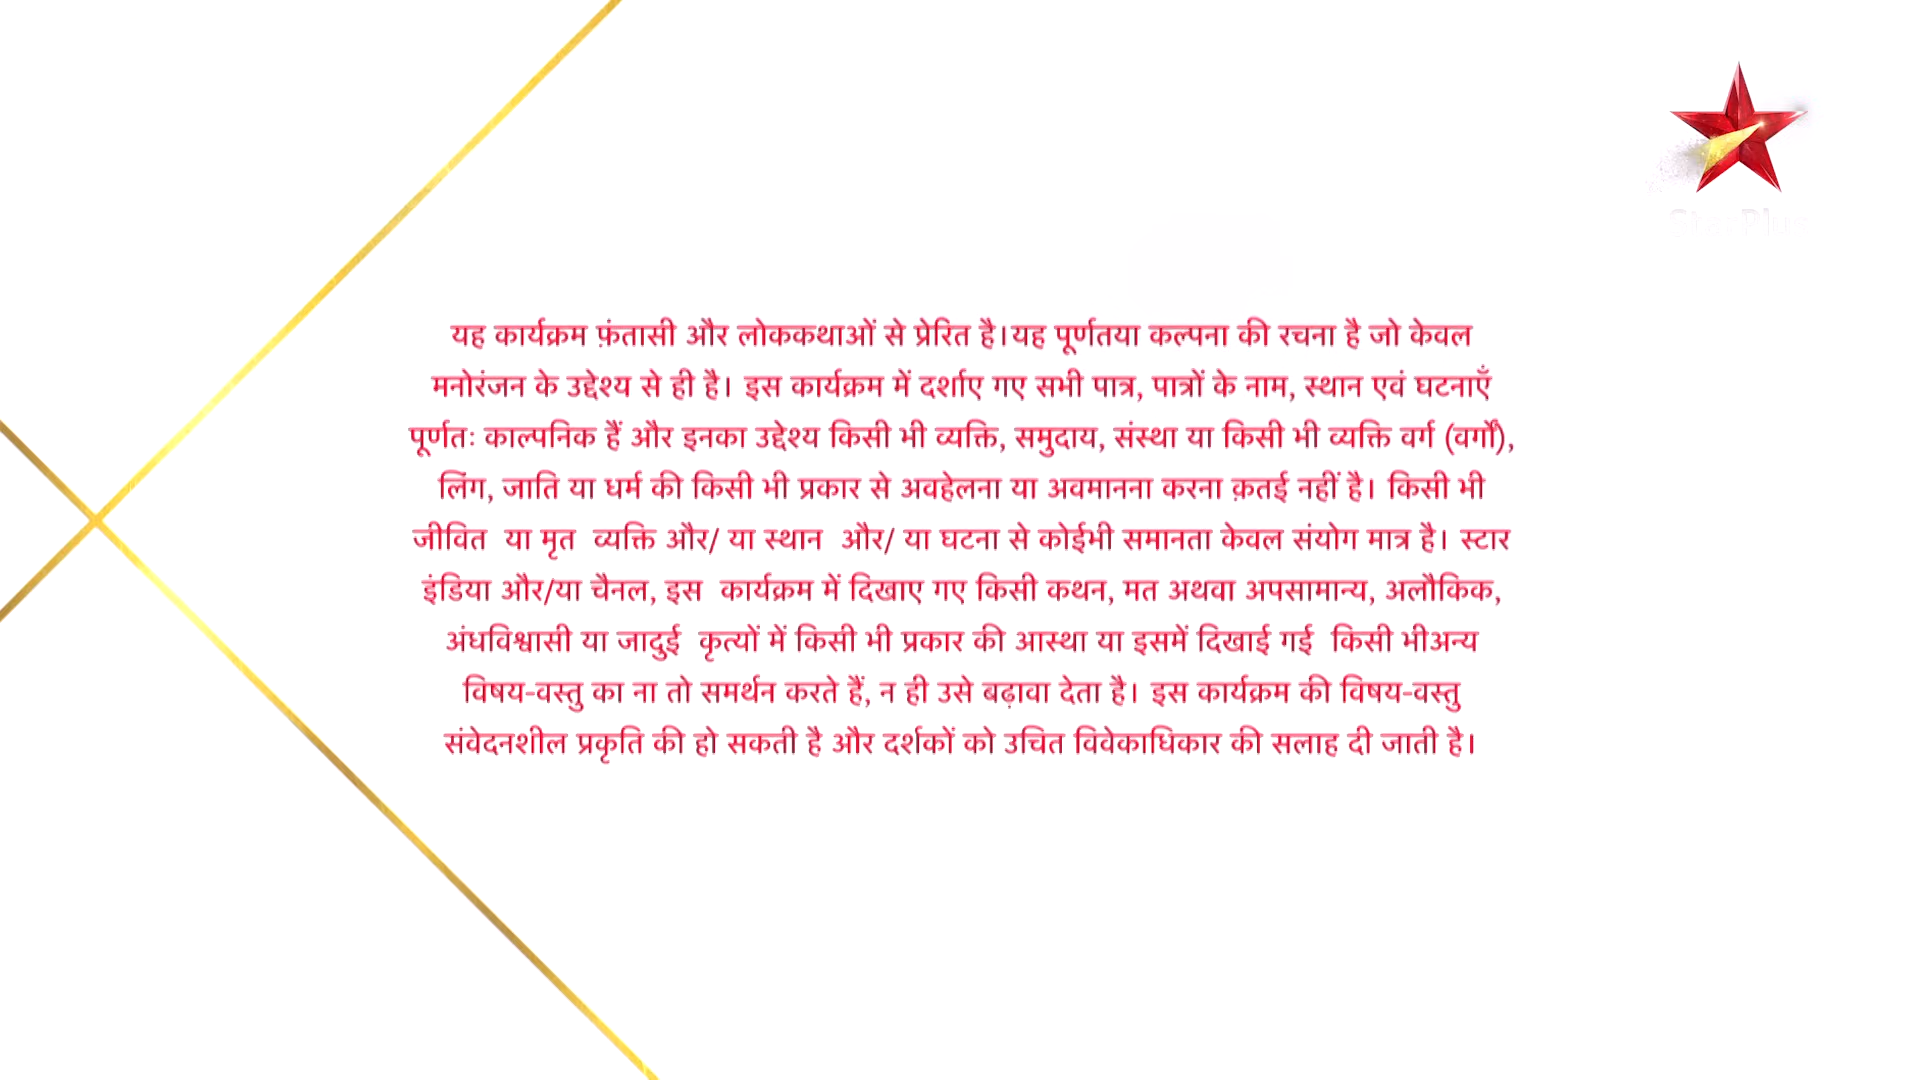 StarPlus
यह कार्यक्रम फ़ंतासी और लोककथाओं से प्रेरित है।यह पूर्णतया कल्पना की रचना है जो केवल
मनोरंजन के उद्देश्य से ही है। इस कार्यक्रम में दर्शाए गए सभी पात्र, पात्रों के नाम, स्थान एवं घटनाएँ
पूर्णतः काल्पनिक हैं और इनका उद्देश्य किसी भी व्यक्ति, समुदाय, संस्था या किसी भी व्यक्ति वर्ग (वर्गों),
लिंग, जाति या धर्म की किसी भी प्रकार से अवहेलना या अवमानना करना क़तई नहीं है। किसी भी
जीवित या मृत व्यक्ति और/ या स्थान और/ या घटना से कोईभी समानता केवल संयोग मात्र है। स्टार
इंडिया और/या चैनल, इस कार्यक्रम में दिखाए गए किसी कथन, मत अथवा अपसामान्य, अलौकिक,
अंधविश्वासी या जादुई कृत्यों में किसी भी प्रकार की आस्था या इसमें दिखाई गई किसी भीअन्य
विषय-वस्तु का ना तो समर्थन करते हैं, न ही उसे बढ़ावा देता है। इस कार्यक्रम की विषय-वस्तु
संवेदनशील प्रकृति की हो सकती है और दर्शकों को उचित विवेकाधिकार की सलाह दी जाती है।